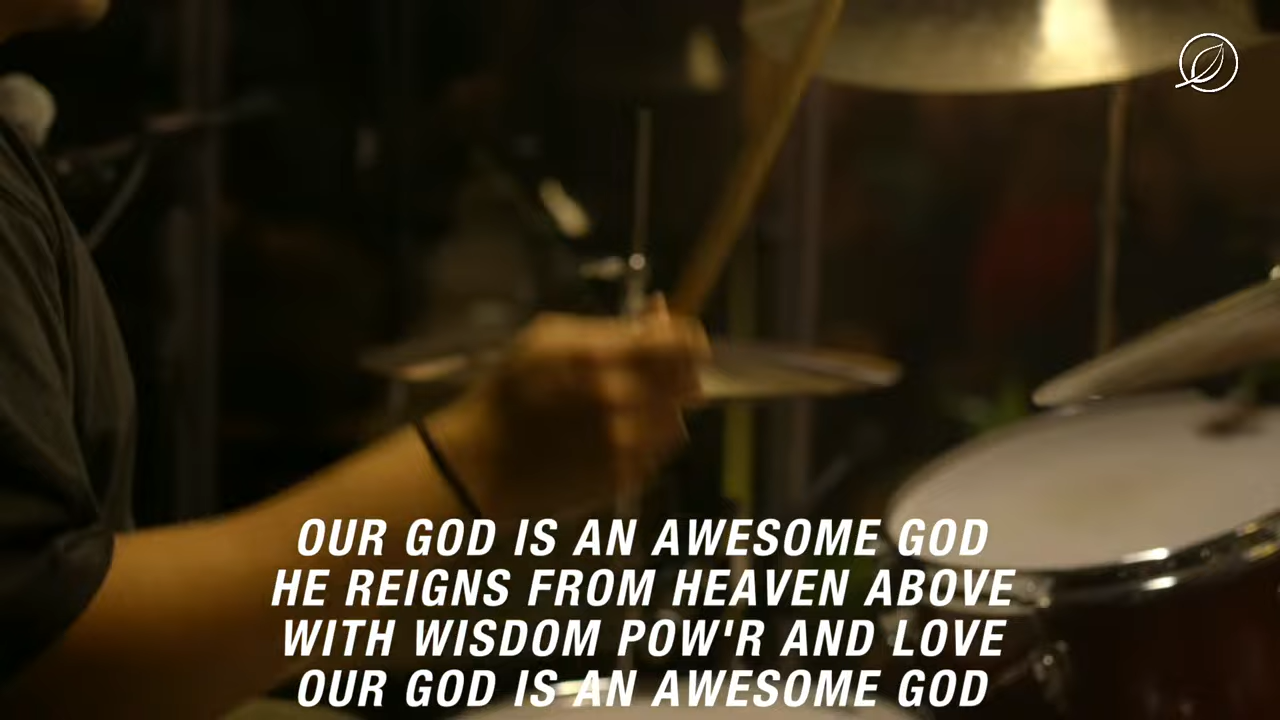 OUR GOD IS AN AWESOME GOD
HE REIGNS FROM HEAVEN ABOVE
WITH WISDOM POW'R AND LOVE
OUR GOD IS AN AWESOME GOD